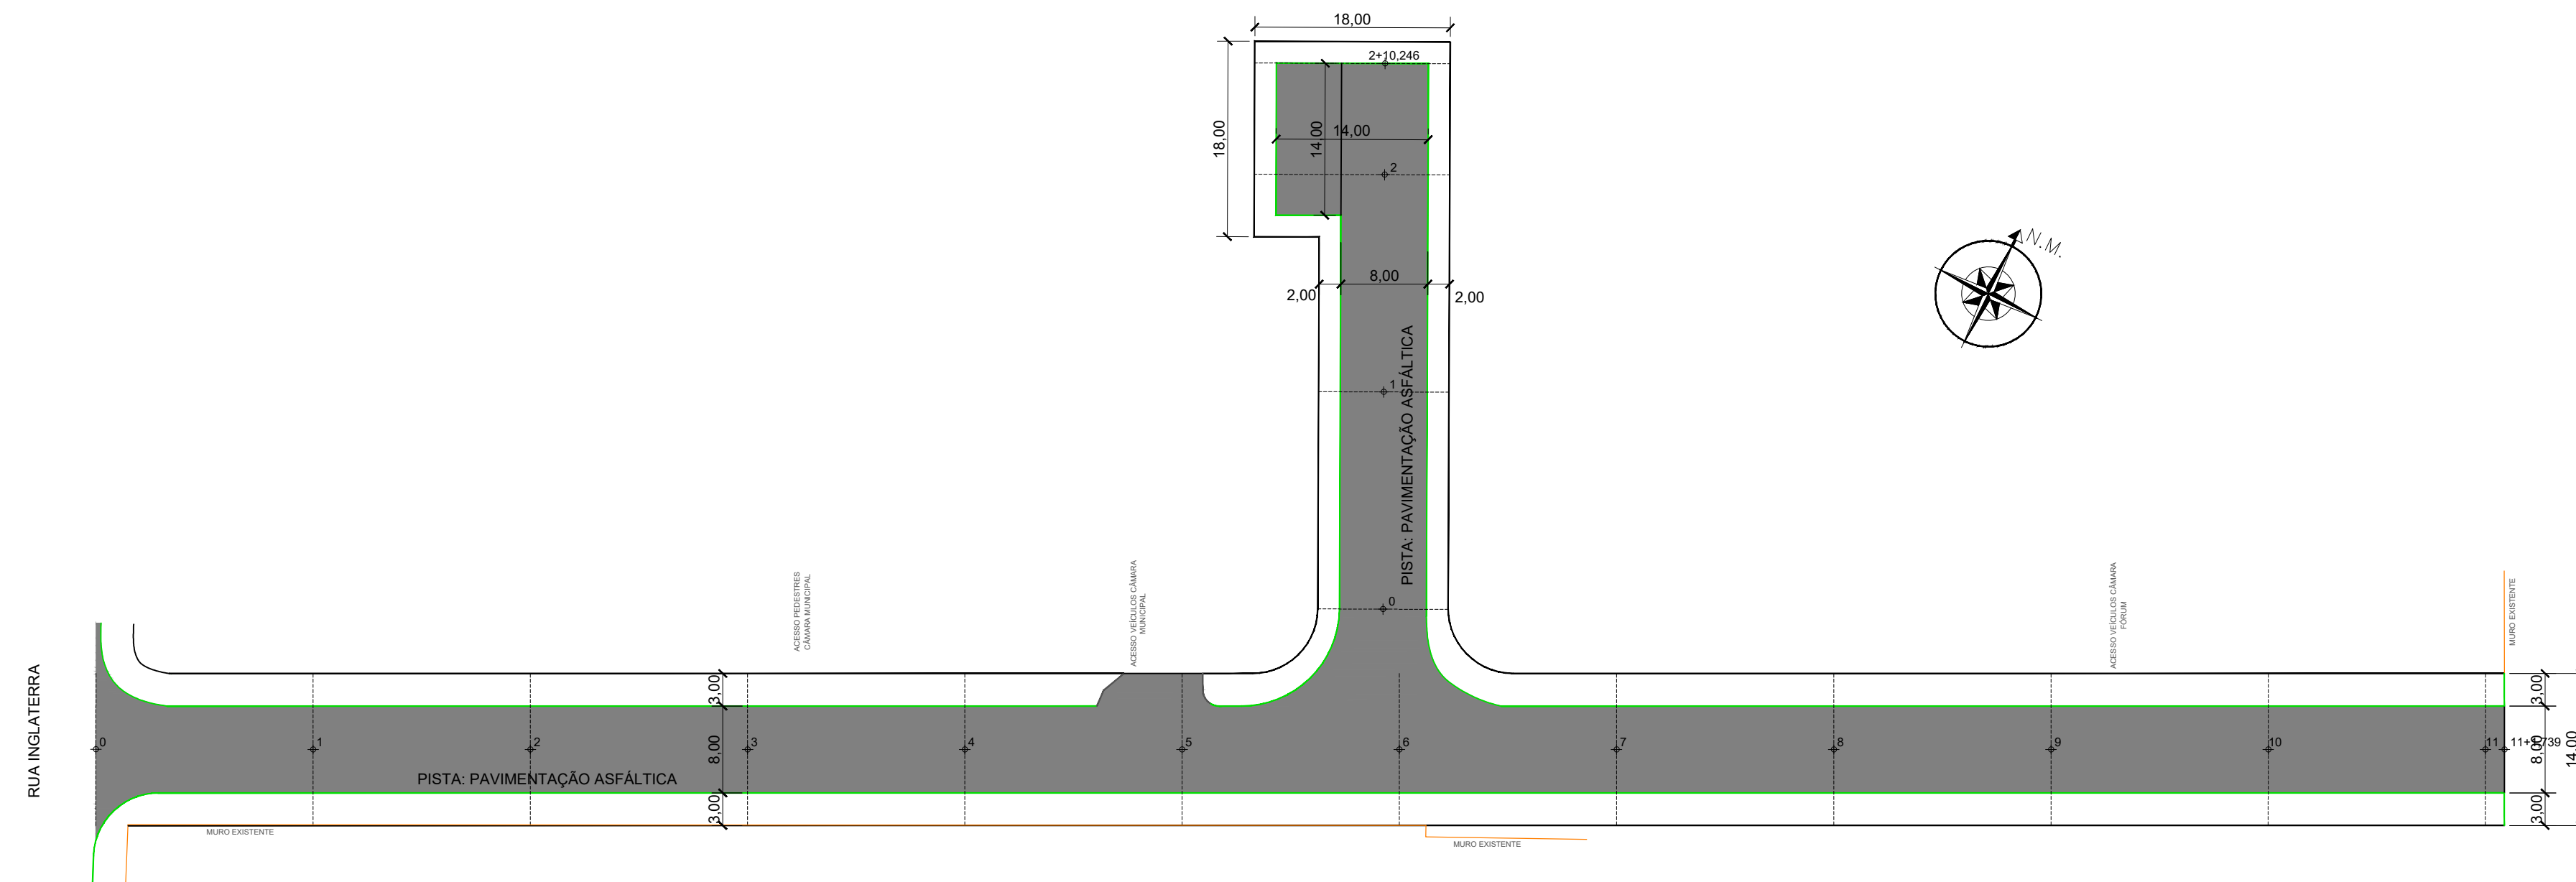 18,00
2+10,246
18,00
14,00
14,00
2
N.M.
8,00
2,00
2,00
PISTA: PAVIMENTAÇÃO ASFÁLTICA
1
0
ACESSO PEDESTRES
CÂMARA MUNICIPAL
ACESSO VEÍCULOS CÂMARA
MUNICIPAL
ACESSO VEÍCULOS CÂMARA
FÓRUM
MURO EXISTENTE
RUA INGLATERRA
3,00
3,00
0
1
2
3
4
5
6
7
8
9
10
11
8,00
8,00
14,00
PISTA: PAVIMENTAÇÃO ASFÁLTICA
3,00
3,00
MURO EXISTENTE
MURO EXISTENTE